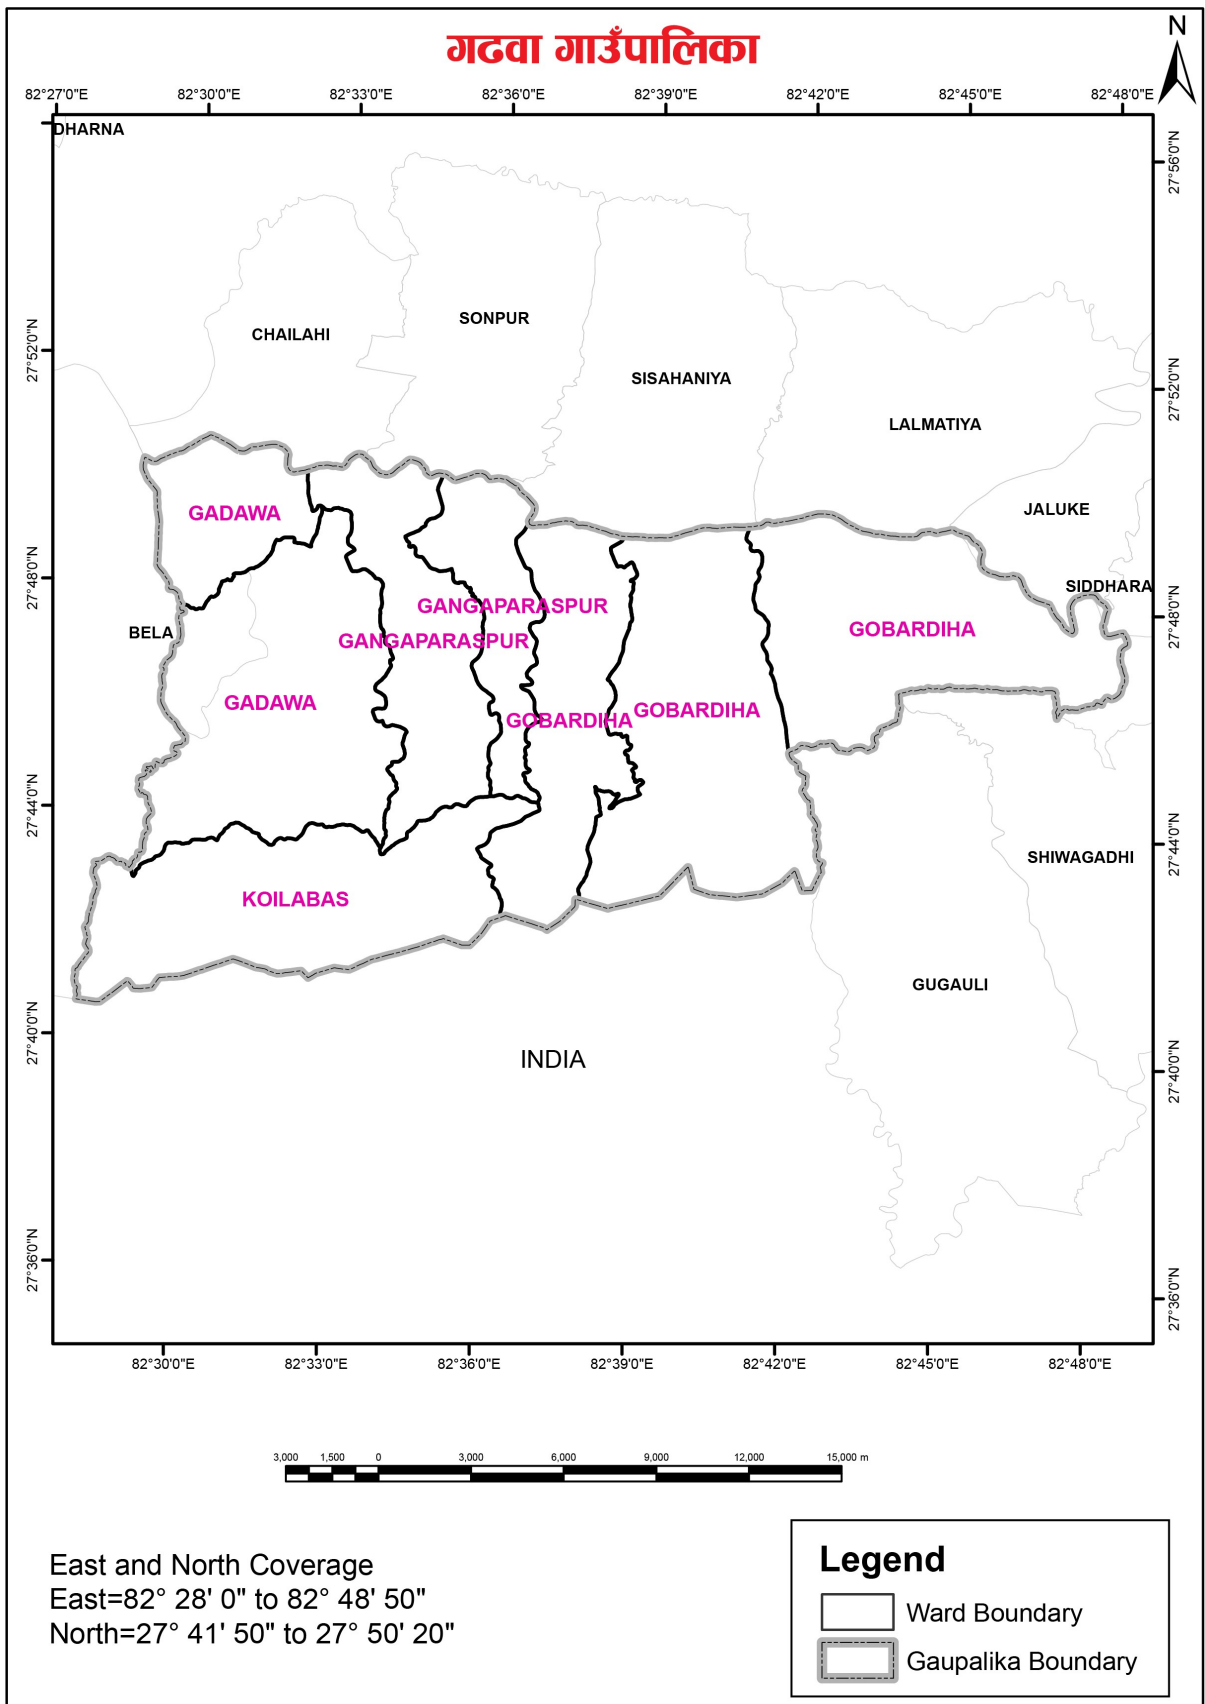 गढवा गाउँपालिका
N
82°27'0"E 82°30'0"E 82°33'0"E 82°36'0"E 82°39'0"E 82°42'0"E 82°45'0"E 82°48'0"E
DHARNA
27°56'0"N
SONPUR
CHAILAHI
27°52'0"N
SISAHANIYA
27°52'0"N
LALMATIYA
JALUKE
GADAWA
27°48'0"N
SIDDHARA
GANGAPARASPUR
27°48'0"N
BELA
GOBARDIHA
GANGAPARASPUR
GADAWA
GOBARDIHA
GOBARDIHA
27°44'0"N
27°44'0"N
SHIWAGADHI
KOILABAS
GUGAULI
27°40'0"N
INDIA
27°40'0"N
27°36'0"N
27°36'0"N
82°30'0"E 82°33'0"E 82°36'0"E 82°39'0"E 82°42'0"E 82°45'0"E 82°48'0"E
3,000 1,500 0 3,000 6,000 9,000 12,000 15,000 m
East and North Coverage
East=82° 28' 0" to 82° 48' 50"
North=27° 41' 50" to 27° 50' 20"
Legend
Ward Boundary
Gaupalika Boundary